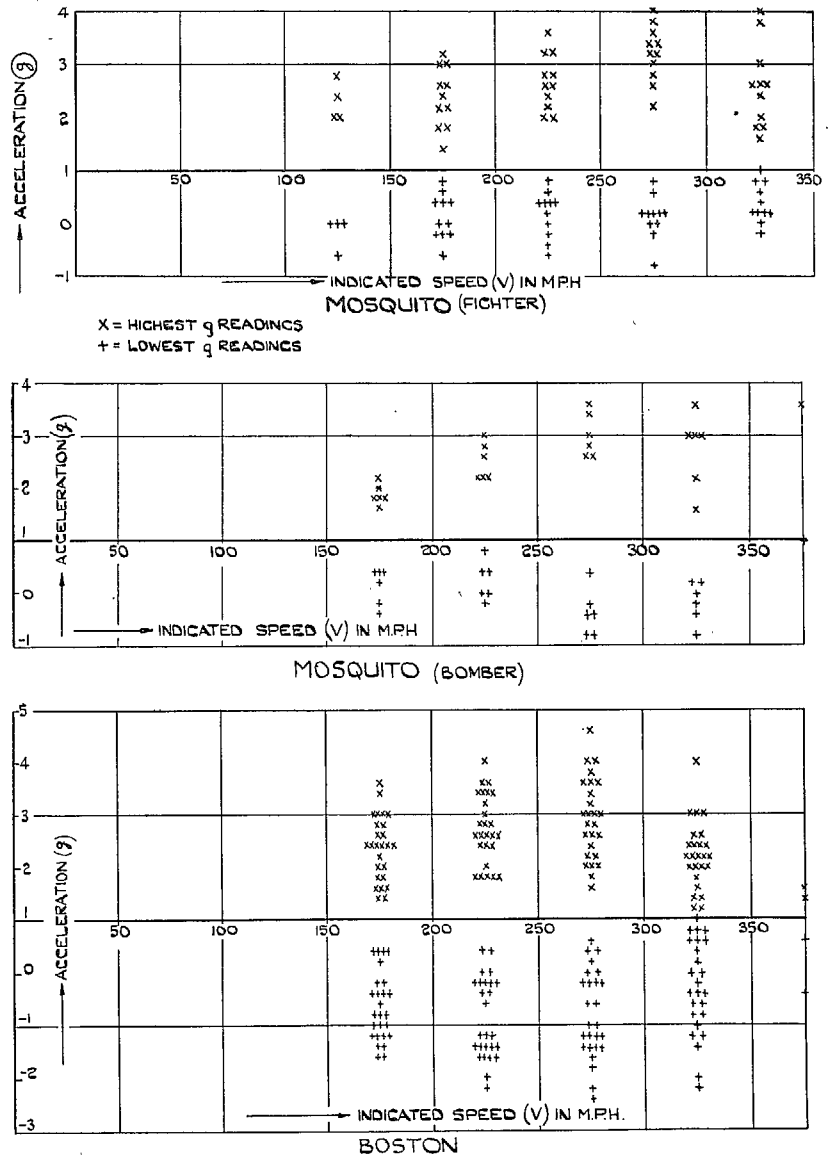 4
3
2
1
0
-1
ACCELERATION (g)
50 100 150 200 250 300 350
INDICATED SPEED (V) IN M.P.H
MOSQUITO (FIGHTER)
X = HIGHEST g READINGS
+ = LOWEST g READINGS
4
3
2
1
0
-1
ACCELERATION (g)
50 100 150 200 250 300 350
INDICATED SPEED (V) IN M.P.H
MOSQUITO (BOMBER)
5
4
3
2
1
0
-1
-2
-3
ACCELERATION (g)
50 100 150 200 250 300 350
INDICATED SPEED (V) IN M.P.H.
BOSTON